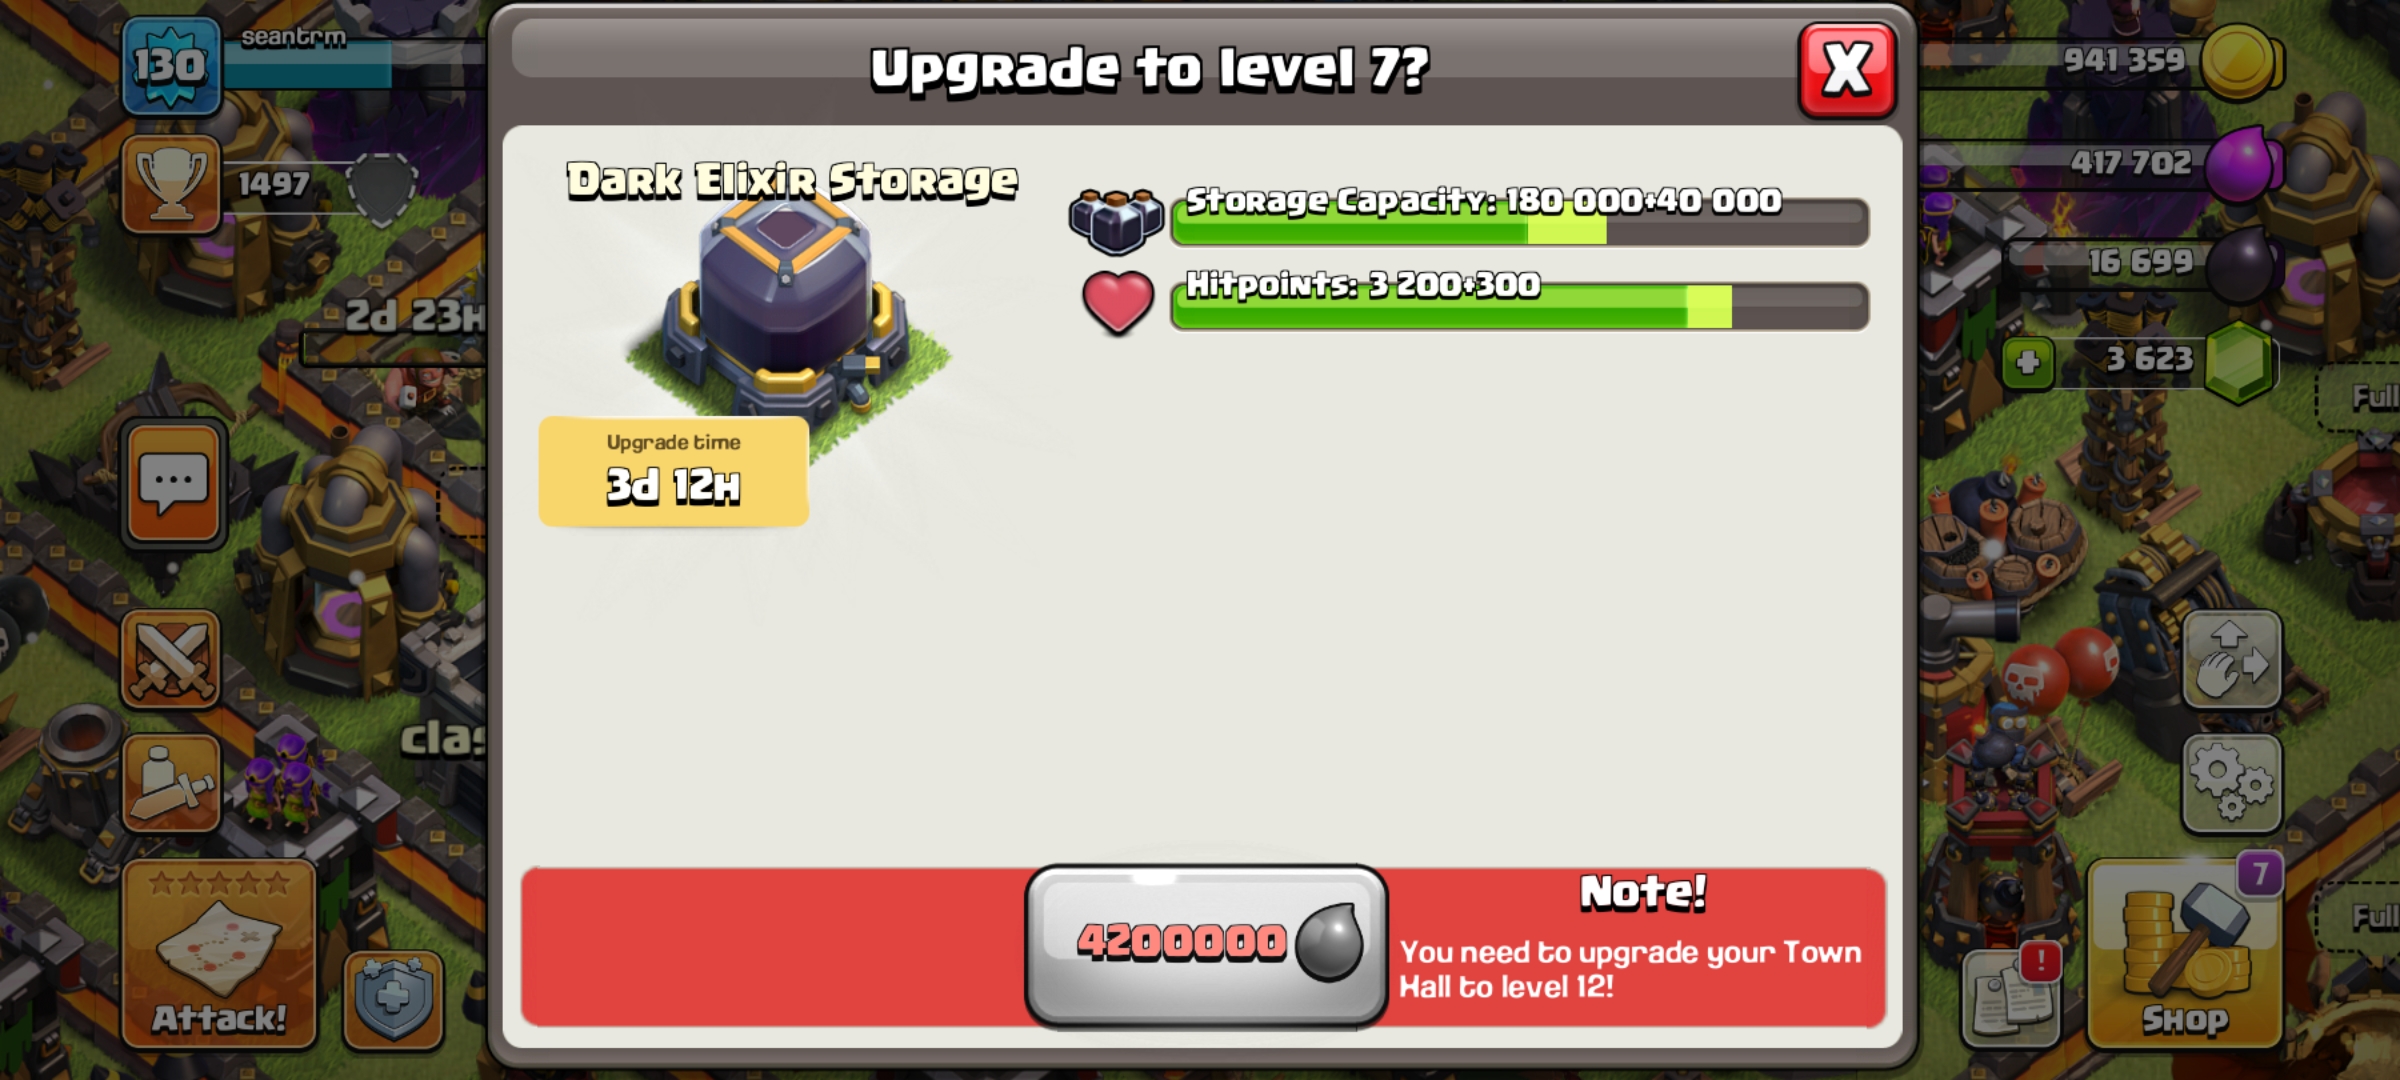 130
seantrm
1497
2d 23H
Upgrade to level 7?
X
Dark Elixir Storage
Storage Capacity: 180 000+40 000
Hitpoints: 3 200+300
Upgrade time
3d 12H
4200000
Note!
You need to upgrade your Town
Hall to level 12!
941 359
417 702
16 699
3 623
Full
clas
Attack!
Full
7
!
Shop